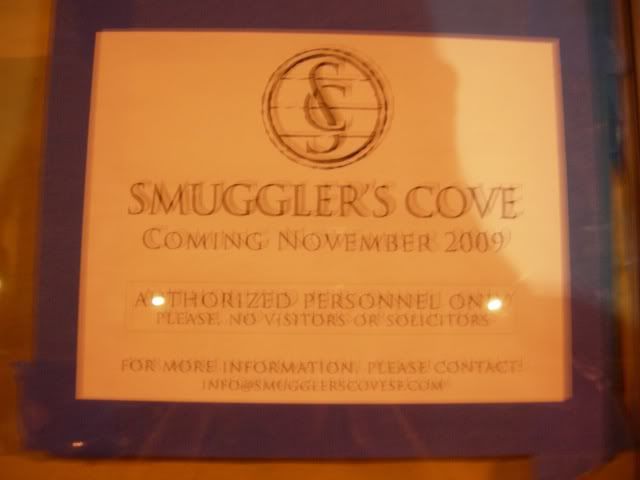 SC
SMUGGLER'S COVE
COMING NOVEMBER 2009
AUTHORIZED PERSONNEL ONLY
PLEASE, NO VISITORS OR SOLICITORS
FOR MORE INFORMATION, PLEASE CONTACT:
INFO@SMUGGLERSCOVESF.COM